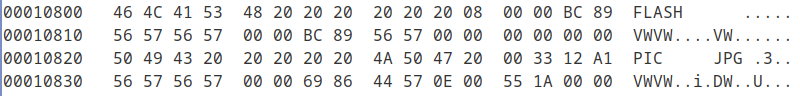 00010800 46 4C 41 53 48 20 20 20 20 20 20 08 00 00 BC 89 FLASH .....
00010810 56 57 56 57 00 00 BC 89 56 57 00 00 00 00 00 00 VWVW....VW......
00010820 50 49 43 20 20 20 20 20 4A 50 47 20 00 33 12 A1 PIC JPG .3..
00010830 56 57 56 57 00 00 69 86 44 57 0E 00 55 1A 00 00 VWVW..i.DW..U...